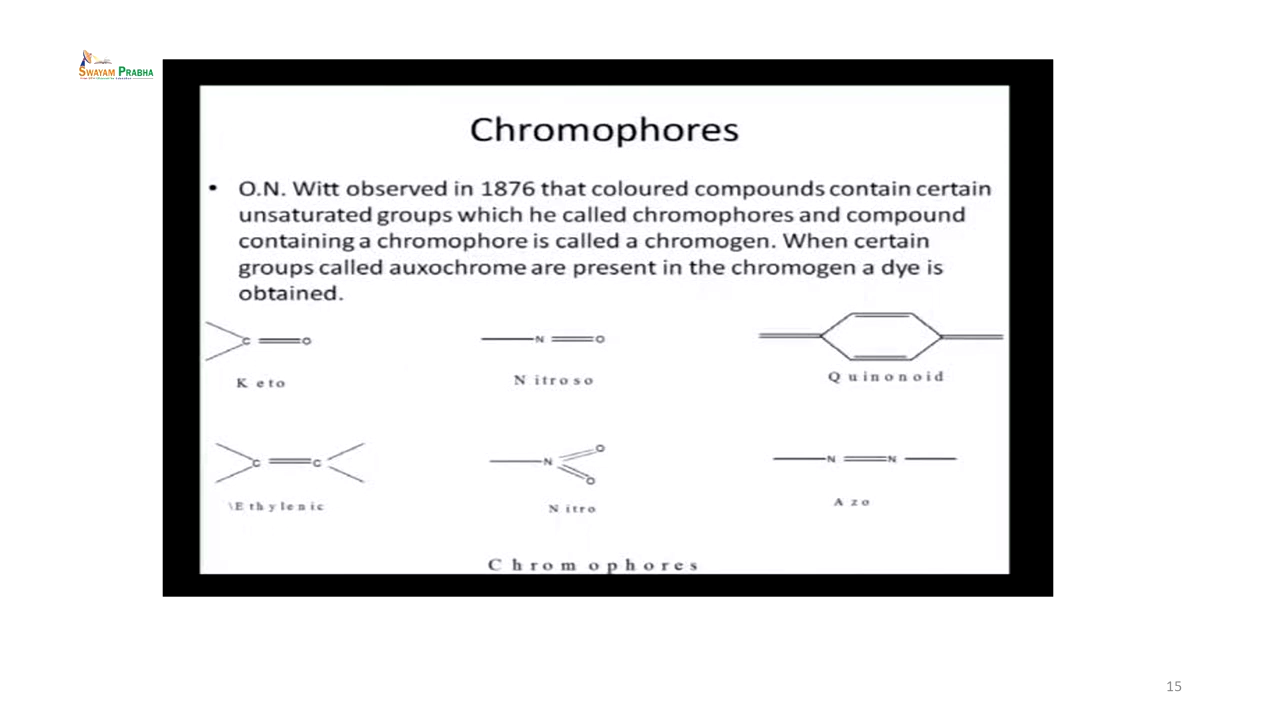 SWAYAM PRABHA
Chromophores
• O.N. Witt observed in 1876 that coloured compounds contain certain
unsaturated groups which he called chromophores and compound
containing a chromophore is called a chromogen. When certain
groups called auxochrome are present in the chromogen a dye is
obtained.
C O
N O
Keto
Nitroso
Quinonoid
C C
N O O
N N
\Ethylenic
Nitro
Azo
Chromophores
15